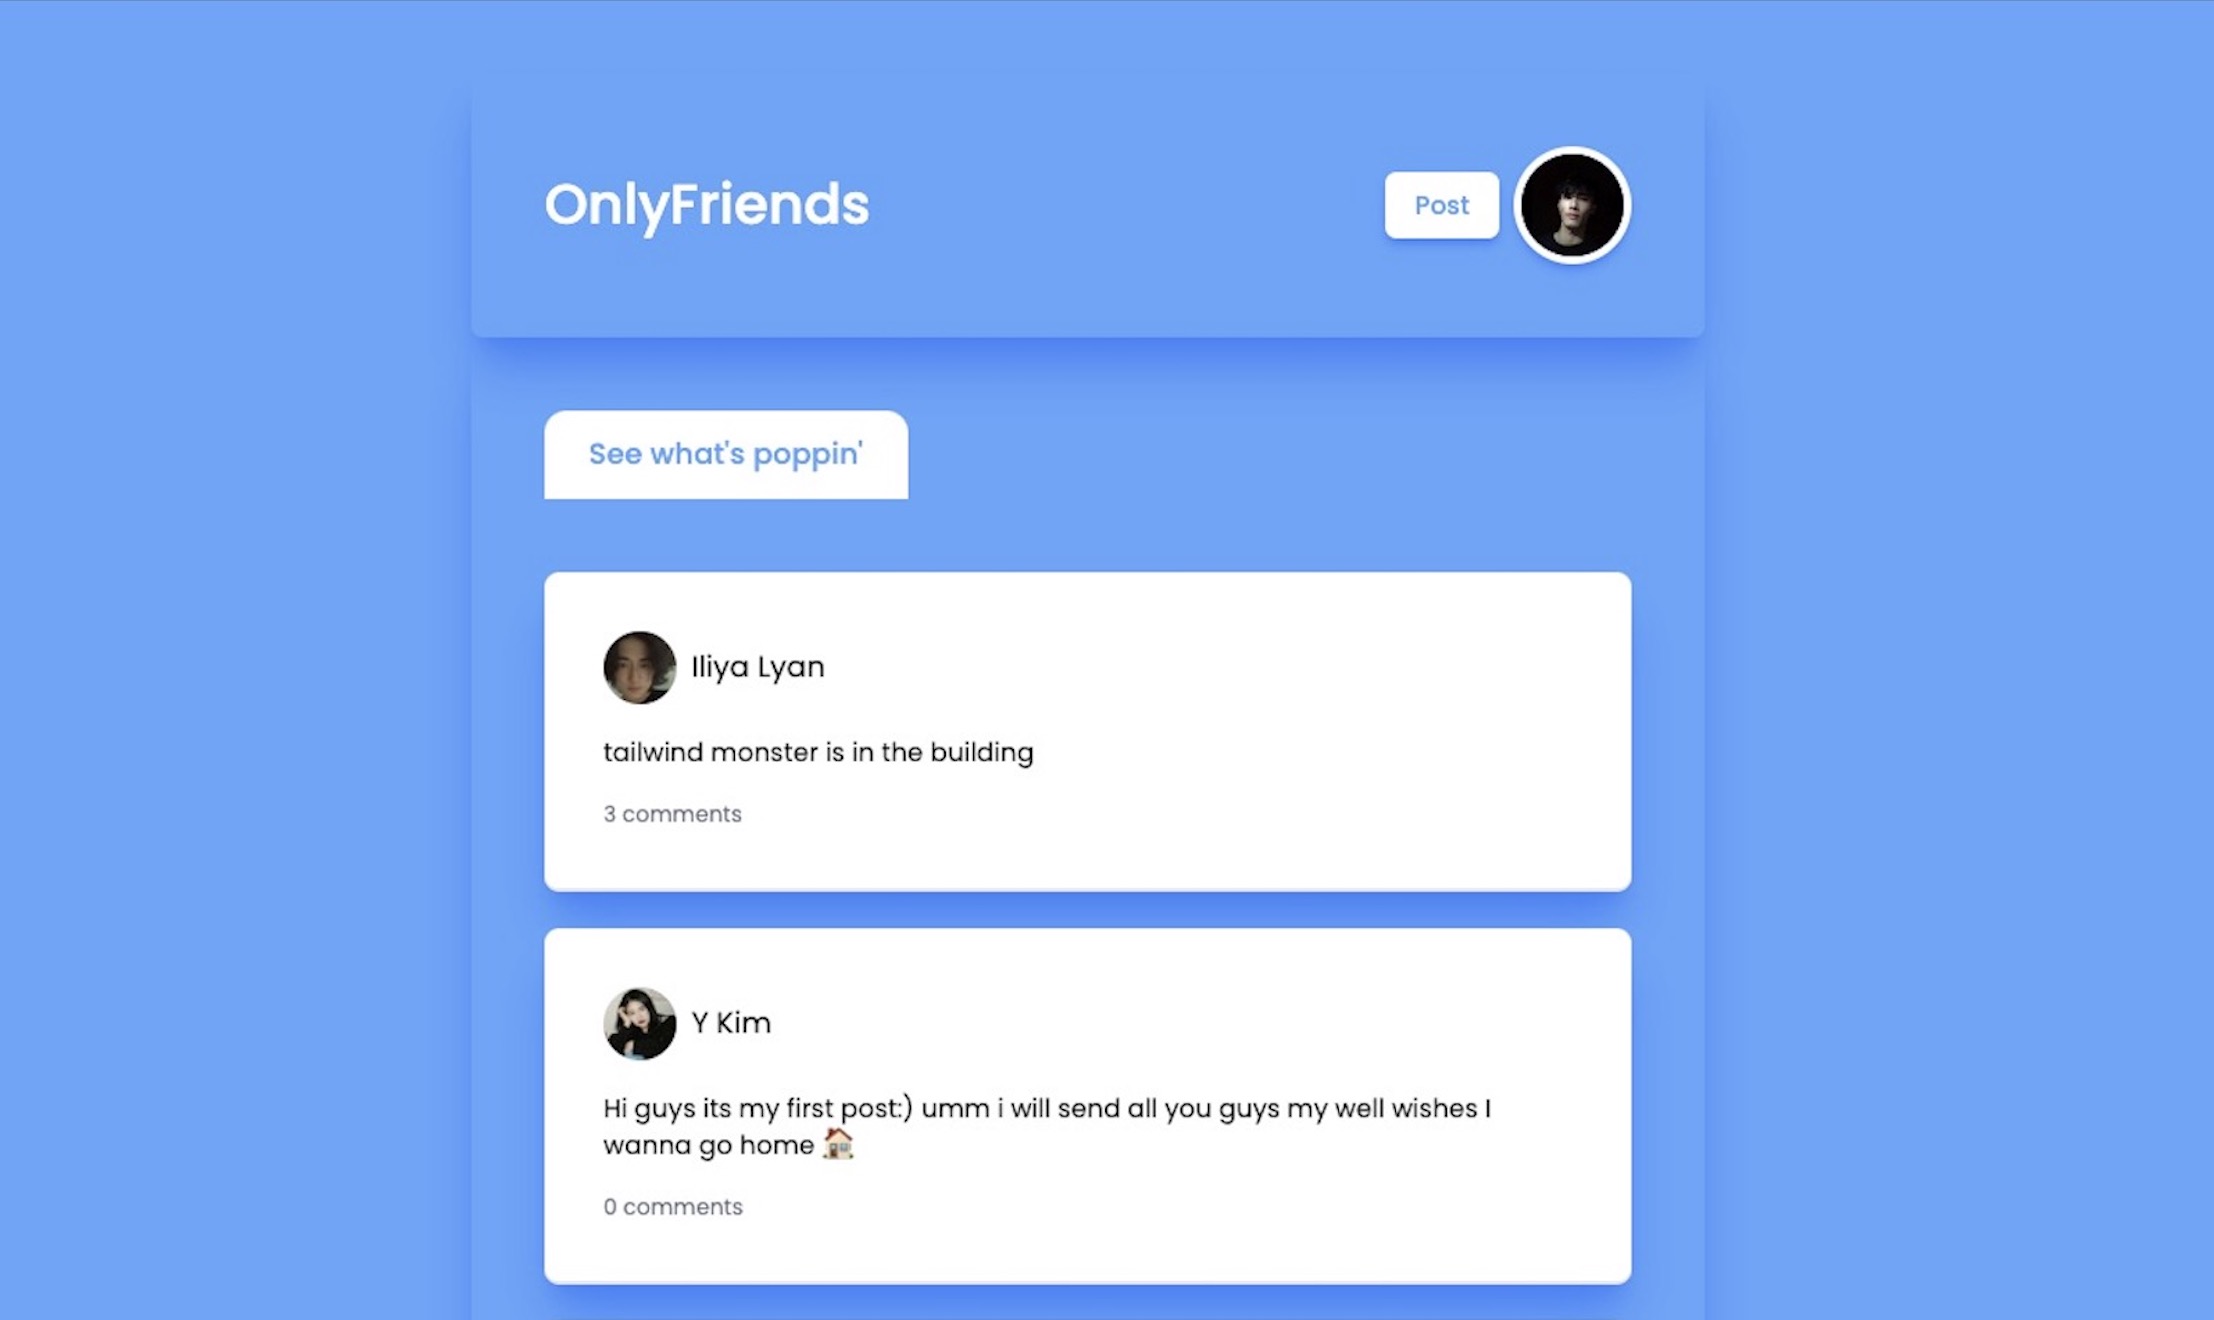 OnlyFriends
Post
See what's poppin'
Iliya Lyan
tailwind monster is in the building
3 comments
Y Kim
Hi guys its my first post:) umm i will send all you guys my well wishes I
wanna go home 🏠
0 comments